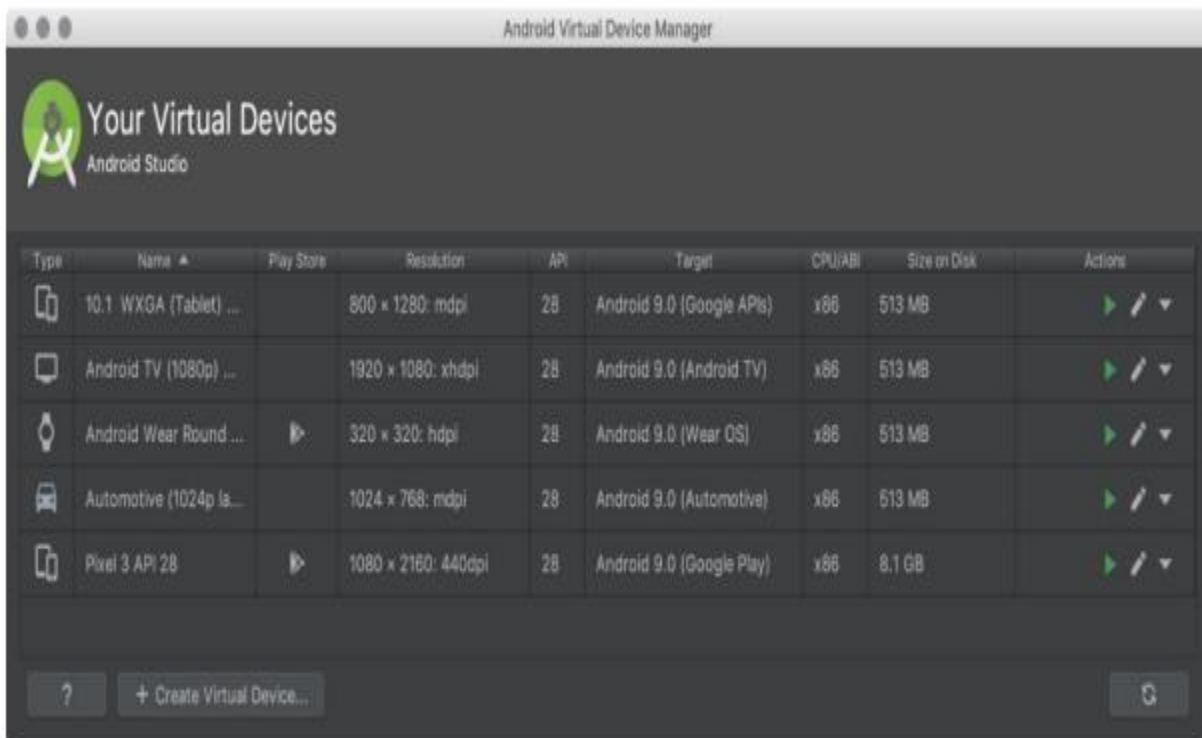 Android Virtual Device Manager
Your Virtual Devices
Android Studio
Type Name ▲ Play Store Resolution API Target CPU/ABI Size on Disk Actions
10.1 WXGA (Tablet) ... 800 × 1280: mdpi 28 Android 9.0 (Google APIs) x86 513 MB
Android TV (1080p) ... 1920 × 1080: xhdpi 28 Android 9.0 (Android TV) x86 513 MB
Android Wear Round ... 320 × 320: hdpi 28 Android 9.0 (Wear OS) x86 513 MB
Automotive (1024p la... 1024 × 768: mdpi 28 Android 9.0 (Automotive) x86 513 MB
Pixel 3 API 28 1080 × 2160: 440dpi 28 Android 9.0 (Google Play) x86 8.1 GB
? + Create Virtual Device...